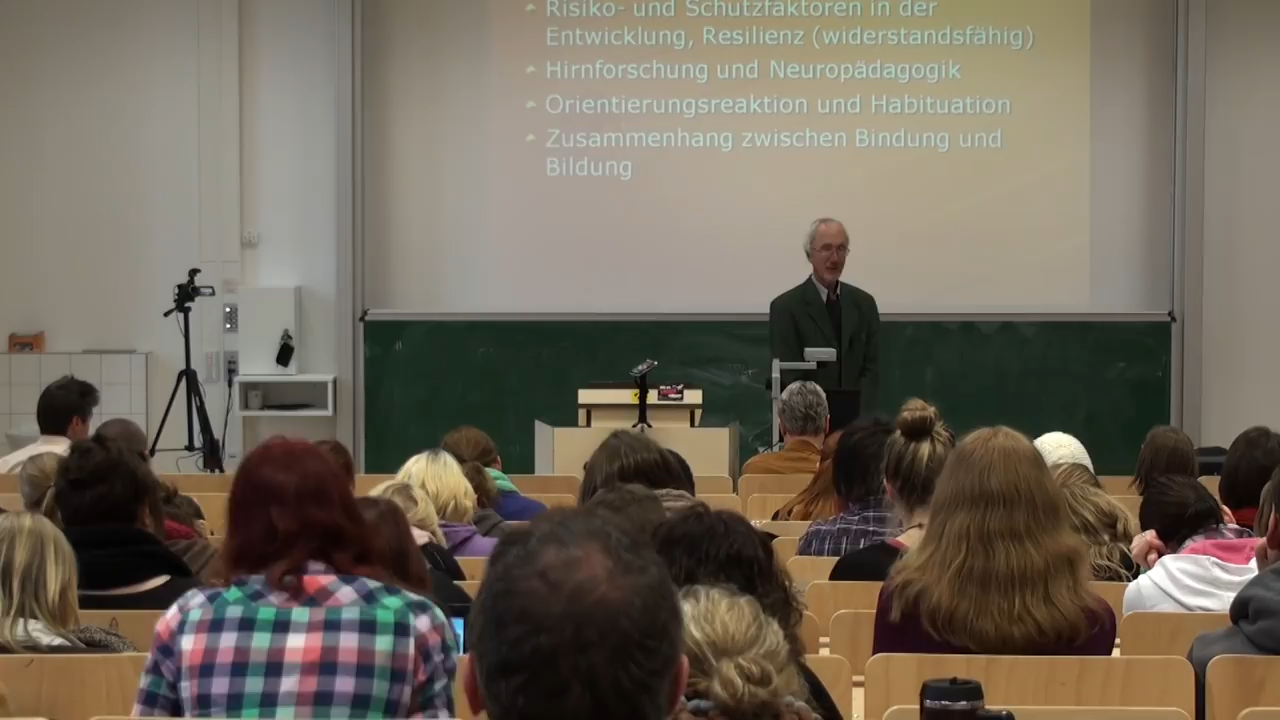 Risiko- und Schutzfaktoren in der
Entwicklung, Resilienz (widerstandsfähig)
Hirnforschung und Neuropädagogik
Orientierungsreaktion und Habituation
Zusammenhang zwischen Bindung und
Bildung